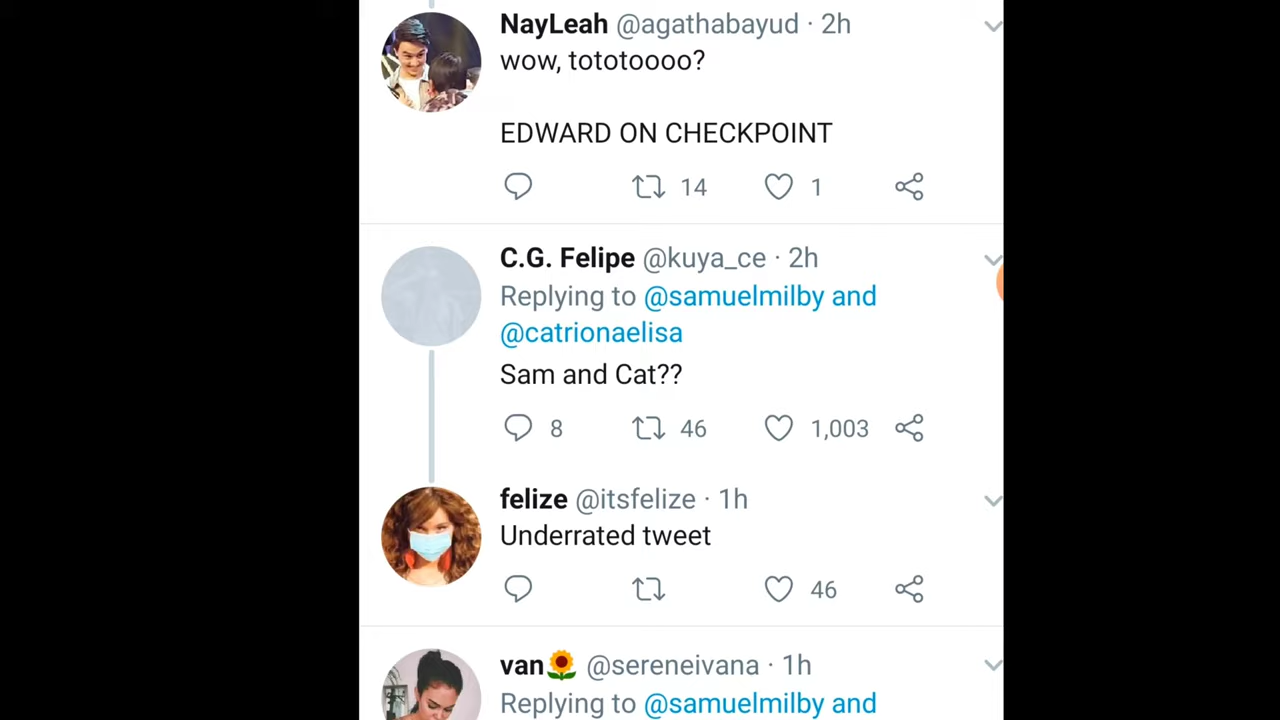 NayLeah @agathabayud · 2h
wow, tototoooo?
EDWARD ON CHECKPOINT
14 1
C.G. Felipe @kuya_ce · 2h
Replying to @samuelmilby and
@catrionaelisa
Sam and Cat??
8 46 1,003
felize @itsfelize · 1h
Underrated tweet
46
van🌻 @sereneivana · 1h
Replying to @samuelmilby and